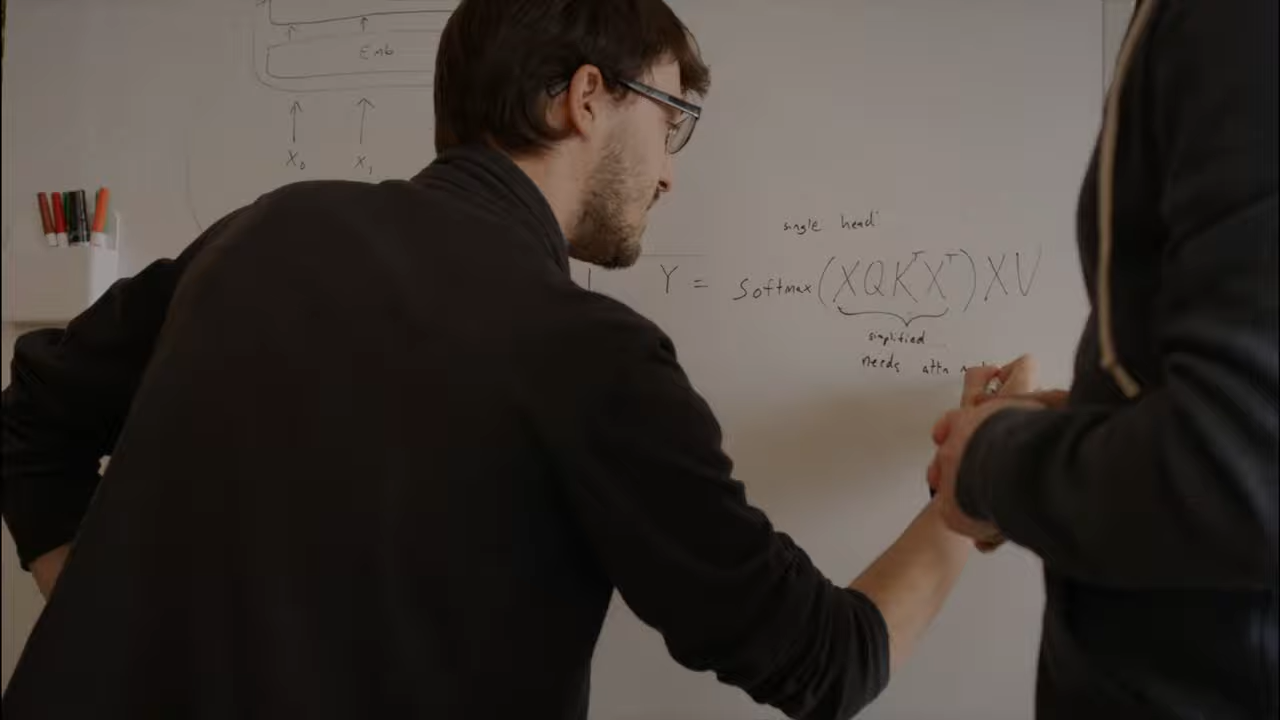 Emb
X₀ X₁
single head
Y = Softmax(XQKᵀXᵀ)XV
simplified
needs attn